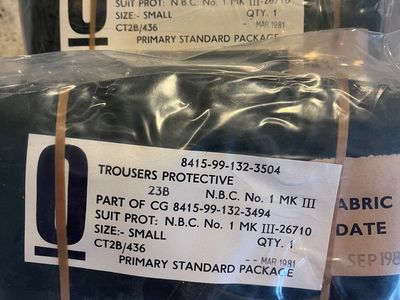 SUIT PROT: N.B.C. No. 1 MK III-26710
SIZE:- SMALL QTY. 1
CT2B/436 -- MAR 1981
PRIMARY STANDARD PACKAGE
8415-99-132-3504
TROUSERS PROTECTIVE
23B N.B.C. No. 1 MK III
PART OF CG 8415-99-132-3494
SUIT PROT: N.B.C. No. 1 MK III-26710
SIZE:- SMALL QTY. 1
CT2B/436 -- MAR 1981
PRIMARY STANDARD PACKAGE
ABRIC
DATE
SEP 198